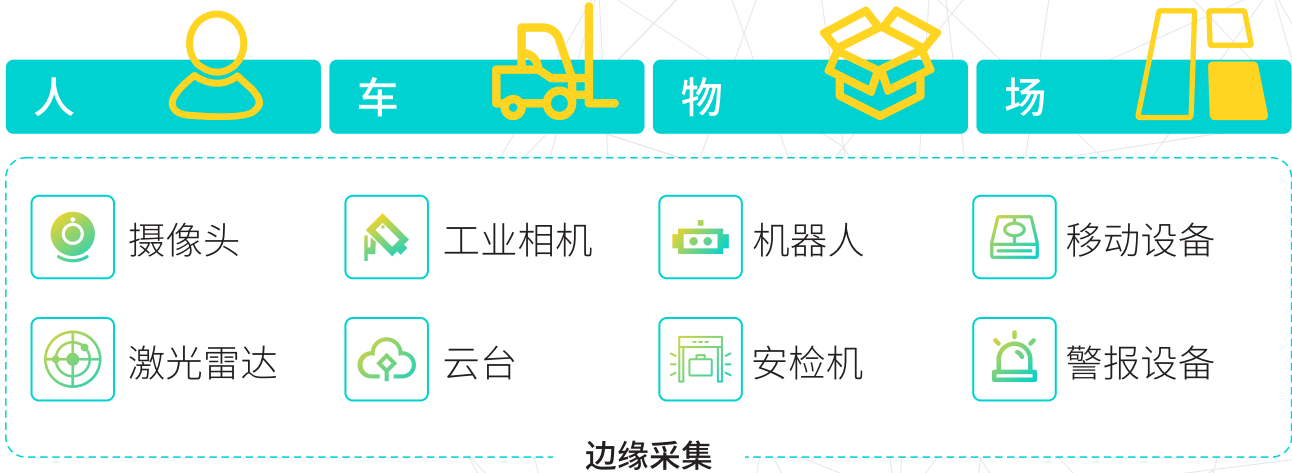 人 车 物 场
摄像头 工业相机 机器人 移动设备
激光雷达 云台 安检机 警报设备
边缘采集